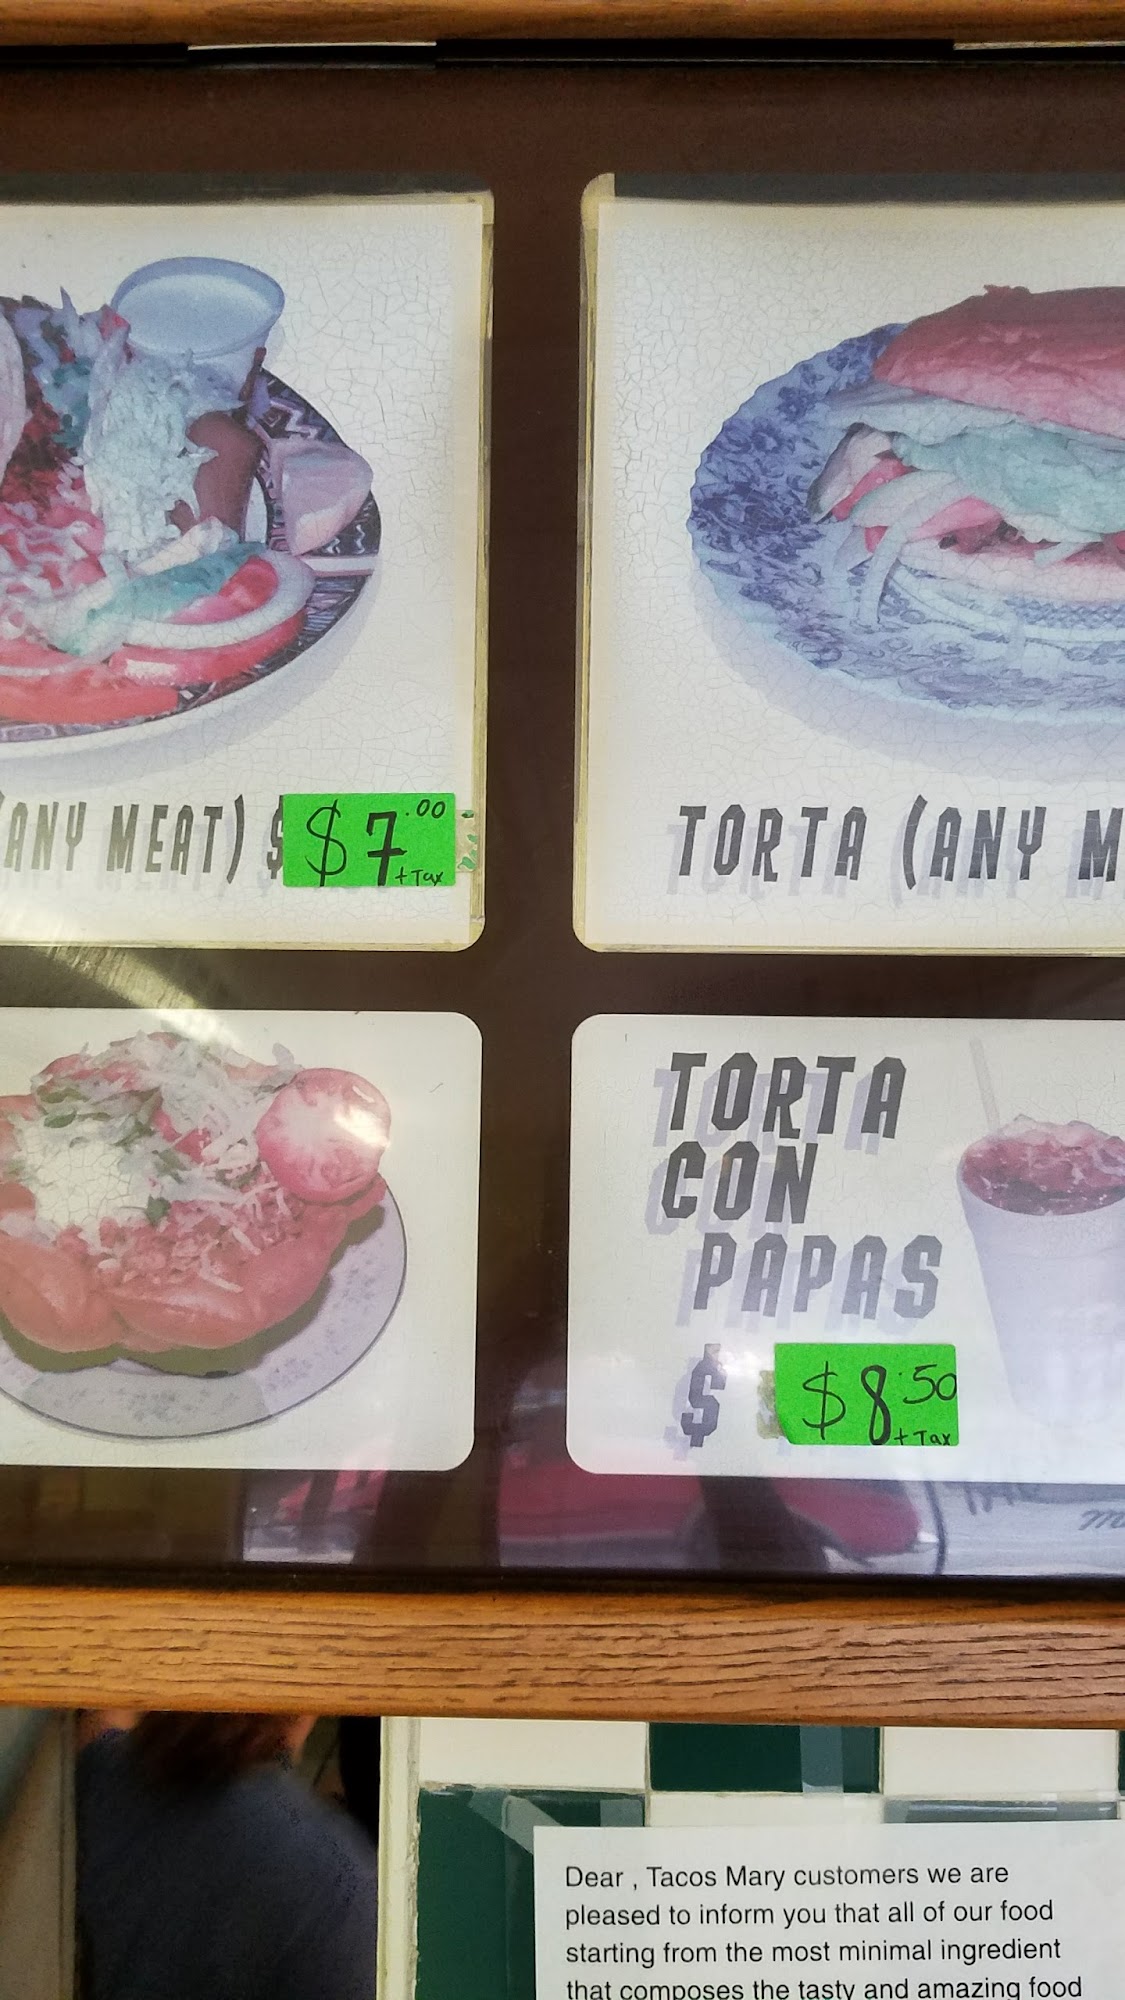 (ANY MEAT) $ $7.00
+ Tax
TORTA (ANY M
TORTA
CON
PAPAS
$ $8.50
+ Tax
Dear , Tacos Mary customers we are
pleased to inform you that all of our food
starting from the most minimal ingredient
that composes the tasty and amazing food